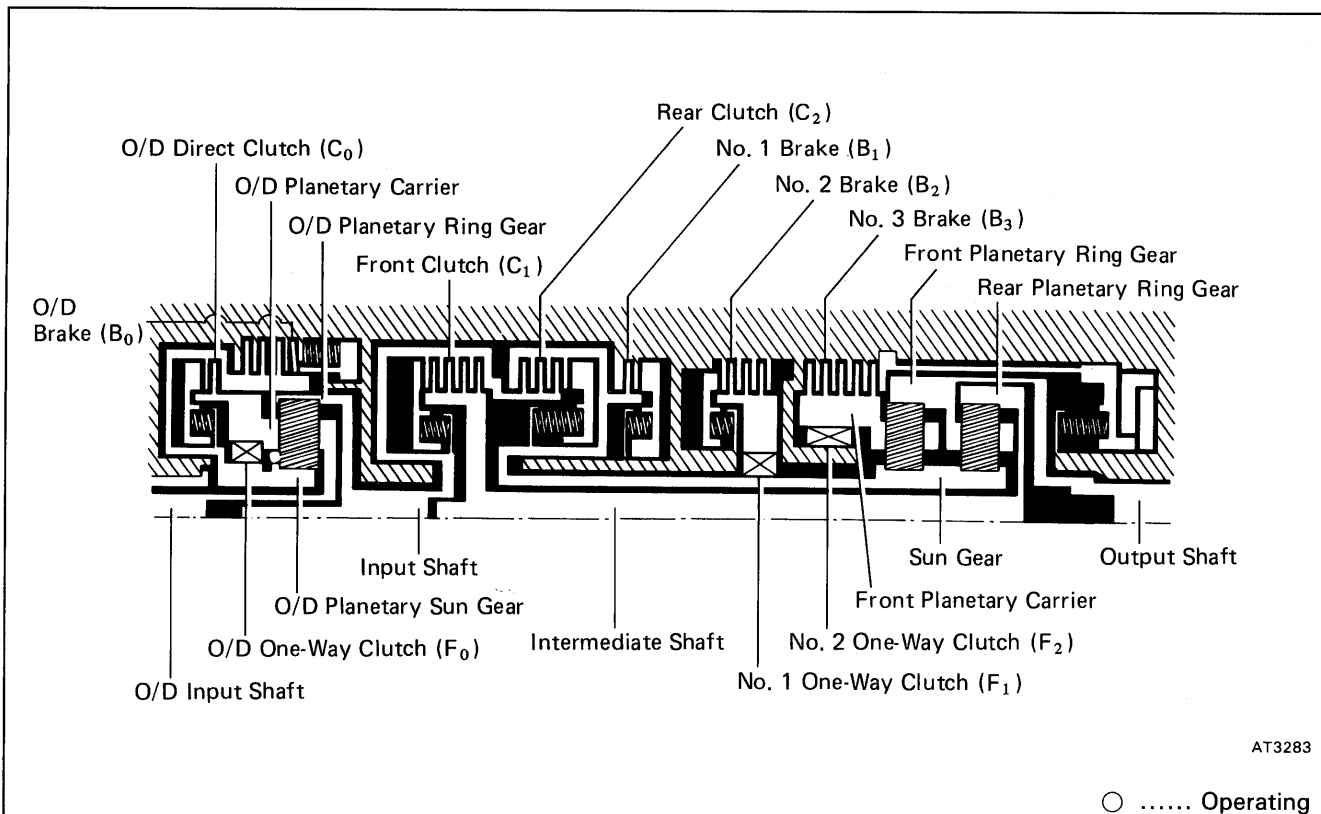 Rear Clutch (C₂)
O/D Direct Clutch (C₀)
No. 1 Brake (B₁)
O/D Planetary Carrier
No. 2 Brake (B₂)
O/D Planetary Ring Gear
No. 3 Brake (B₃)
Front Clutch (C₁)
Front Planetary Ring Gear
Rear Planetary Ring Gear
O/D
Brake (B₀)
Input Shaft
Sun Gear
Output Shaft
O/D Planetary Sun Gear
Front Planetary Carrier
O/D One-Way Clutch (F₀)
Intermediate Shaft
No. 2 One-Way Clutch (F₂)
O/D Input Shaft
No. 1 One-Way Clutch (F₁)
AT3283
○ ...... Operating